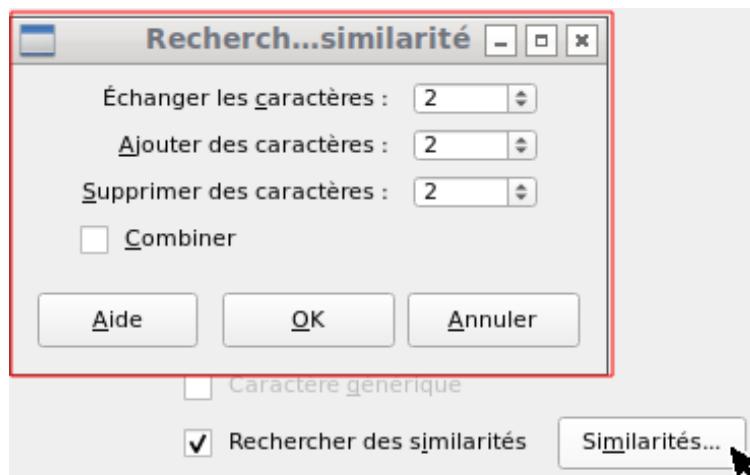 Recherch...similarité
Échanger les caractères : 2
Ajouter des caractères : 2
Supprimer des caractères : 2
Combiner
Aide OK Annuler
Caractère générique
Rechercher des similarités Similarités...